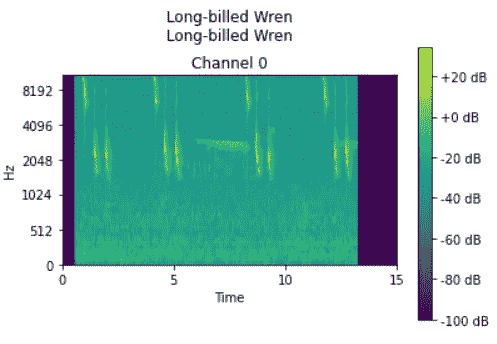 Long-billed Wren
Long-billed Wren
Channel 0
Hz
8192
4096
2048
1024
512
0
0 5 10 15
Time
+20 dB
+0 dB
-20 dB
-40 dB
-60 dB
-80 dB
-100 dB